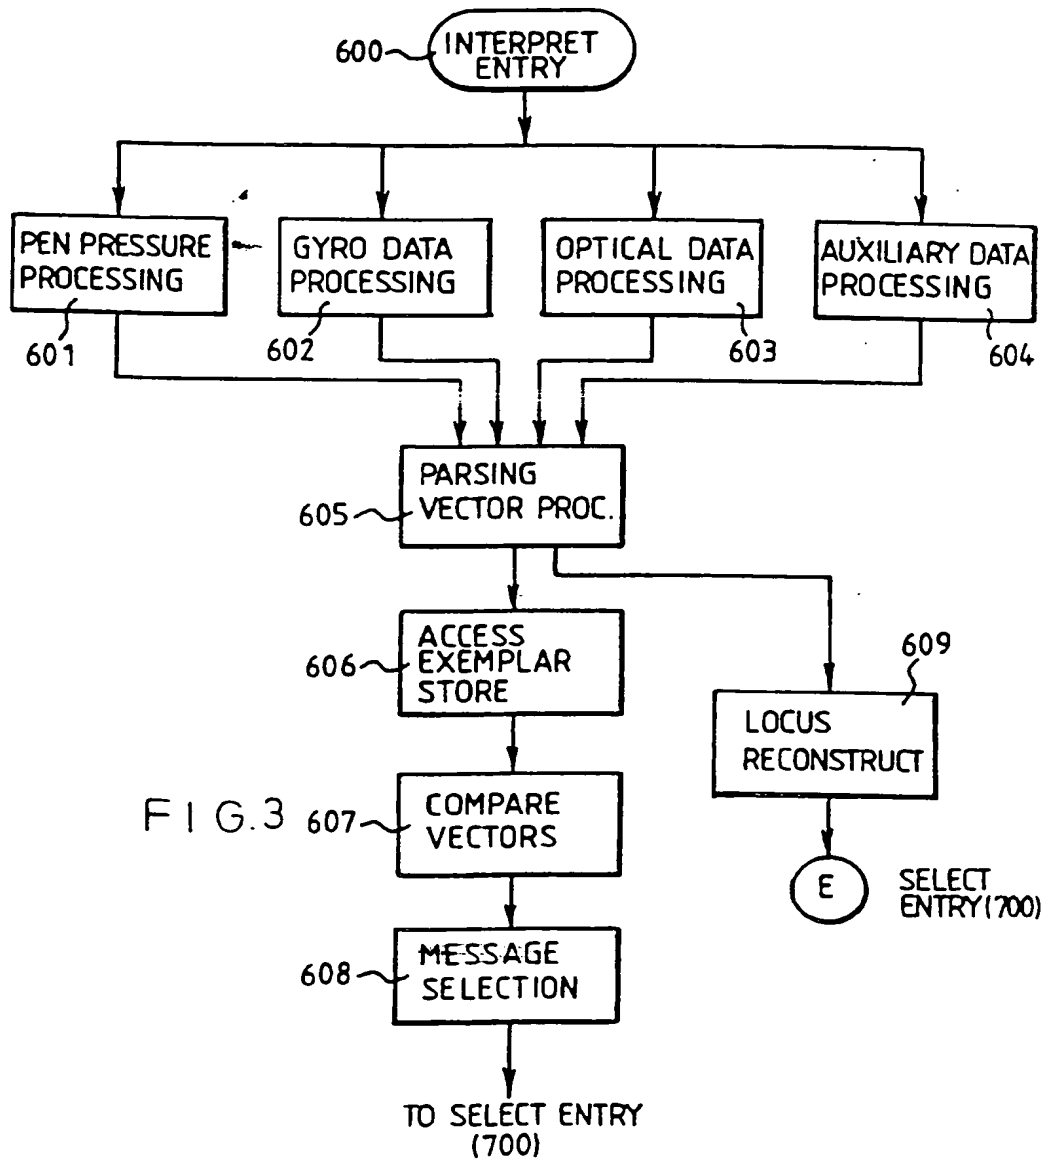 600
INTERPRET
ENTRY
PEN PRESSURE
PROCESSING
601
GYRO DATA
PROCESSING
602
OPTICAL DATA
PROCESSING
603
AUXILIARY DATA
PROCESSING
604
605
PARSING
VECTOR PROC.
606
ACCESS
EXEMPLAR
STORE
609
LOCUS
RECONSTRUCT
FIG.3
607
COMPARE
VECTORS
E
SELECT
ENTRY(700)
608
MESSAGE
SELECTION
TO SELECT ENTRY
(700)